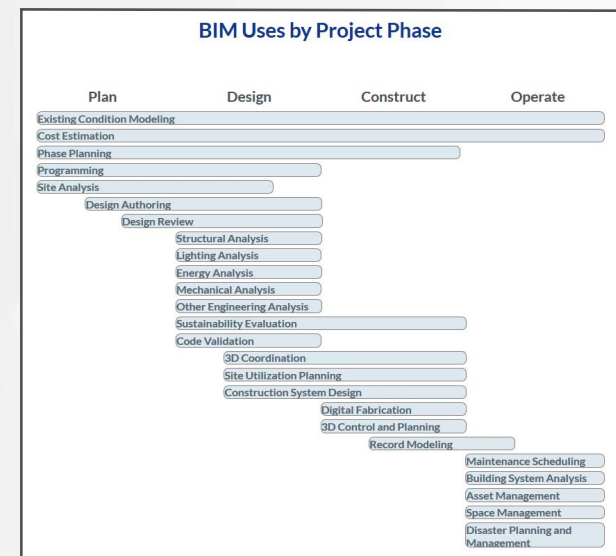 BIM Uses by Project Phase
Plan Design Construct Operate
Existing Condition Modeling
Cost Estimation
Phase Planning
Programming
Site Analysis
Design Authoring
Design Review
Structural Analysis
Lighting Analysis
Energy Analysis
Mechanical Analysis
Other Engineering Analysis
Sustainability Evaluation
Code Validation
3D Coordination
Site Utilization Planning
Construction System Design
Digital Fabrication
3D Control and Planning
Record Modeling
Maintenance Scheduling
Building System Analysis
Asset Management
Space Management
Disaster Planning and
Management